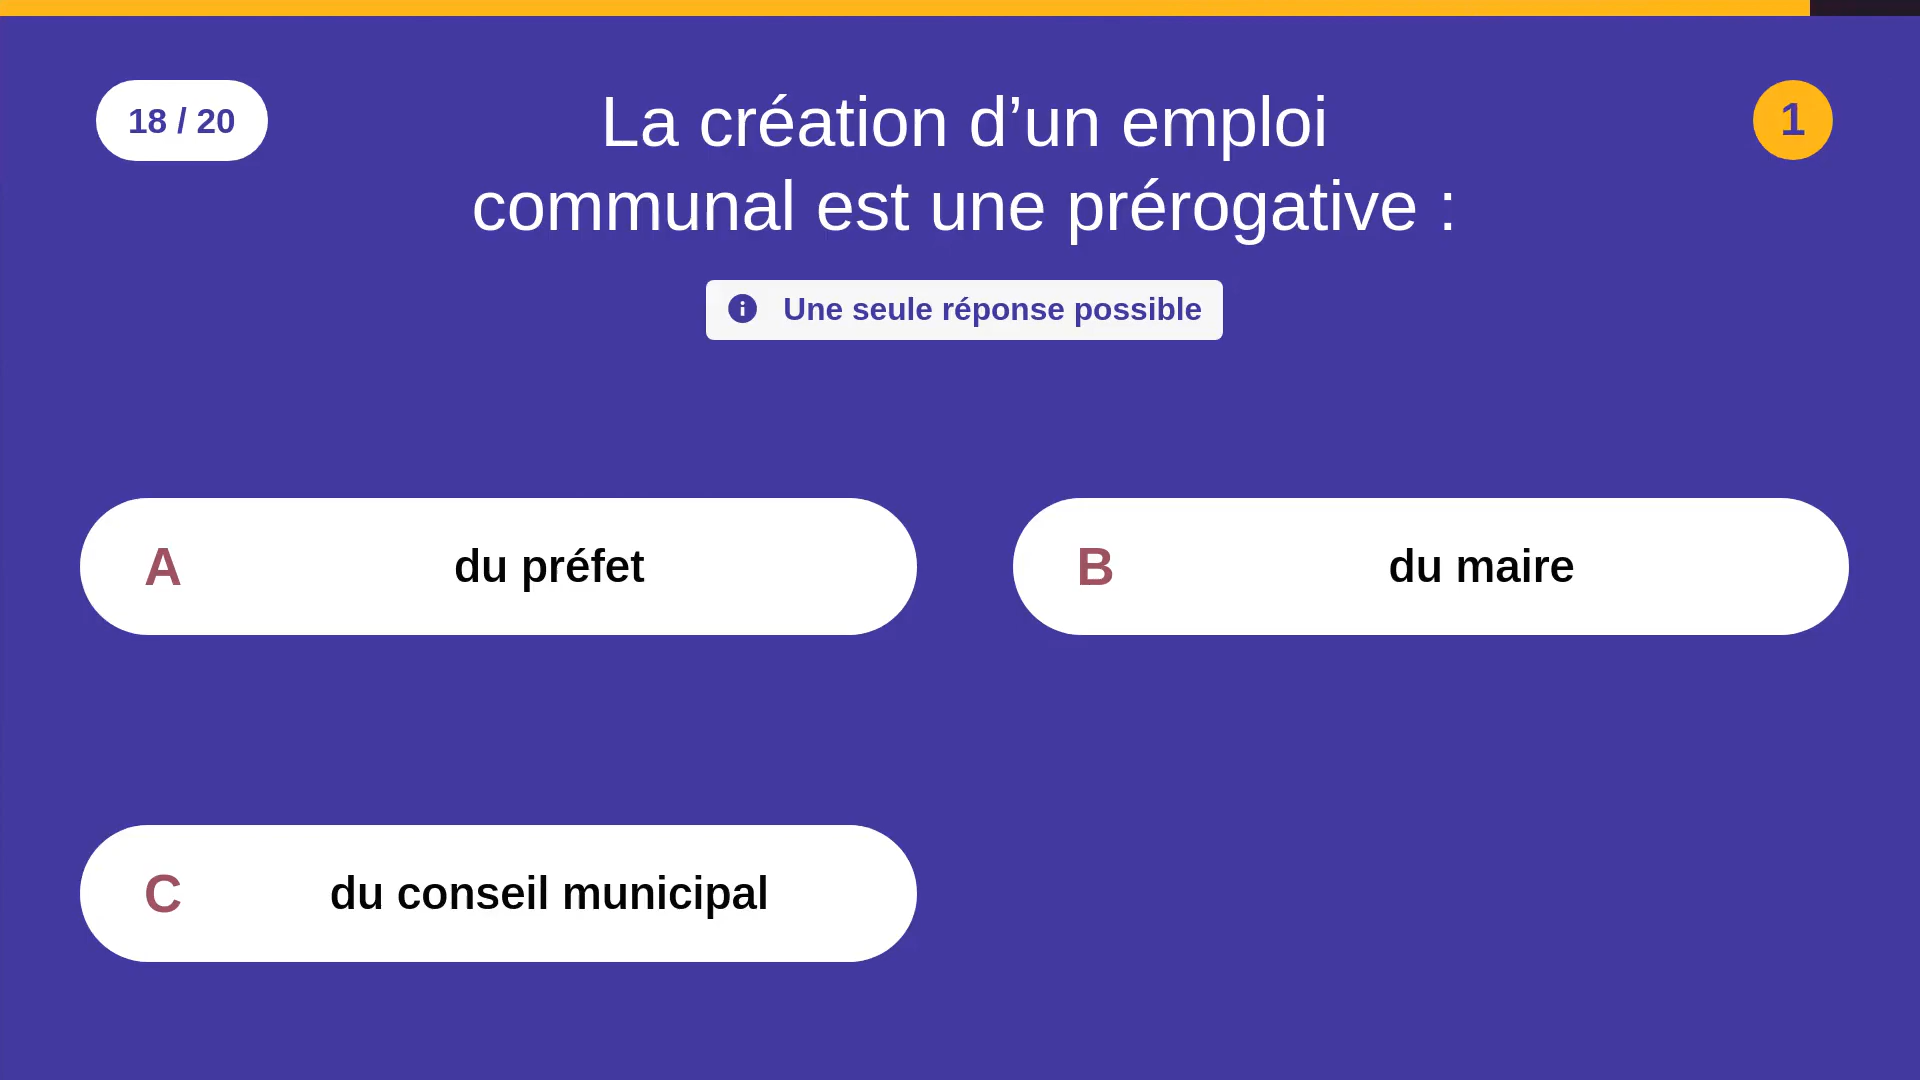 18 / 20
La création d’un emploi
communal est une prérogative :
1
Une seule réponse possible
A du préfet
B du maire
C du conseil municipal